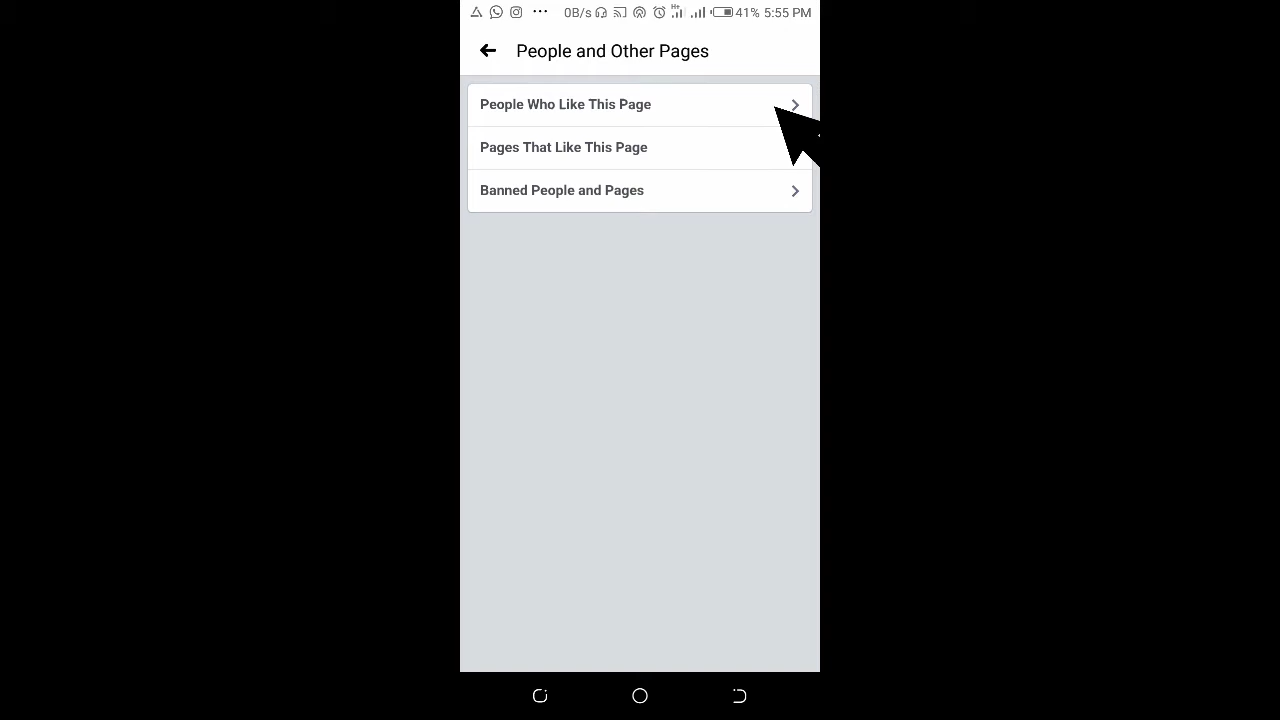 0B/s H+ 41% 5:55 PM
People and Other Pages
People Who Like This Page
Pages That Like This Page
Banned People and Pages